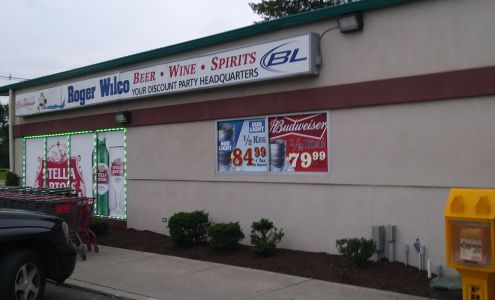 Roger Wilco
BEER • WINE • SPIRITS
YOUR DISCOUNT PARTY HEADQUARTERS
BL
BUD LIGHT
1/2 KEG
84 99
Budweiser
1/2 KEG
79 99
STELLA
ARTOIS